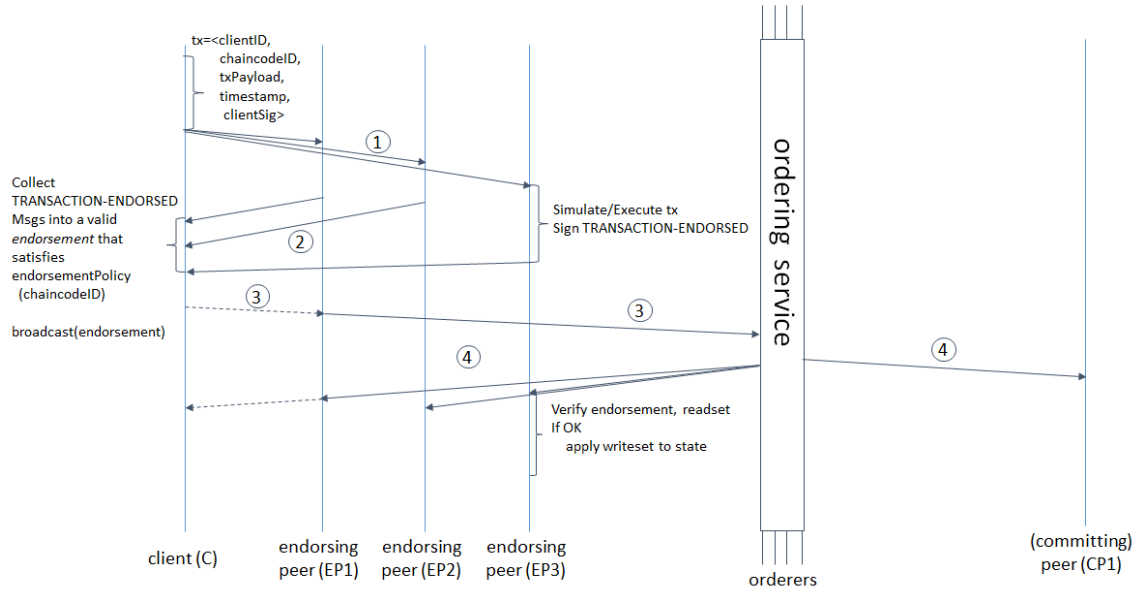 tx=<clientID,
chaincodeID,
txPayload,
timestamp,
clientSig>
1
Collect
TRANSACTION-ENDORSED
Msgs into a valid
endorsement that
satisfies
endorsementPolicy
(chaincodeID)
Simulate/Execute tx
Sign TRANSACTION-ENDORSED
2
3
3
broadcast(endorsement)
ordering service
4
4
Verify endorsement, readset
If OK
apply writeset to state
client (C)
endorsing
peer (EP1)
endorsing
peer (EP2)
endorsing
peer (EP3)
orderers
(committing)
peer (CP1)